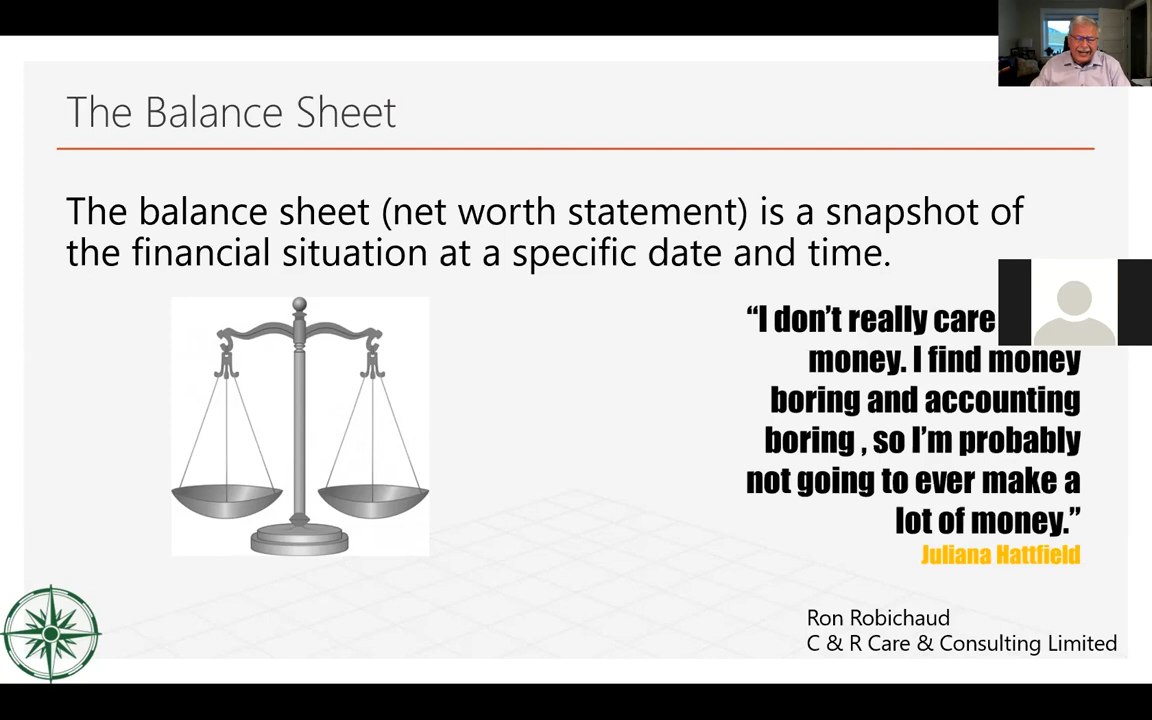 The Balance Sheet
The balance sheet (net worth statement) is a snapshot of
the financial situation at a specific date and time.
“I don’t really care
money. I find money
boring and accounting
boring , so I’m probably
not going to ever make a
lot of money.”
Juliana Hattfield
Ron Robichaud
C & R Care & Consulting Limited